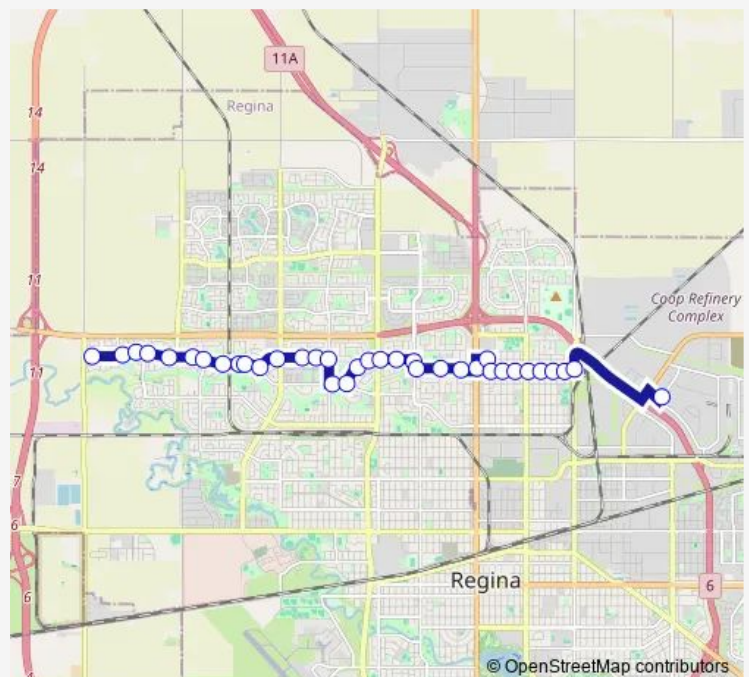 11A
14
Regina
14
11
Coop Refinery
Complex
11
7
6
6
Regina
6
© OpenStreetMap contributors